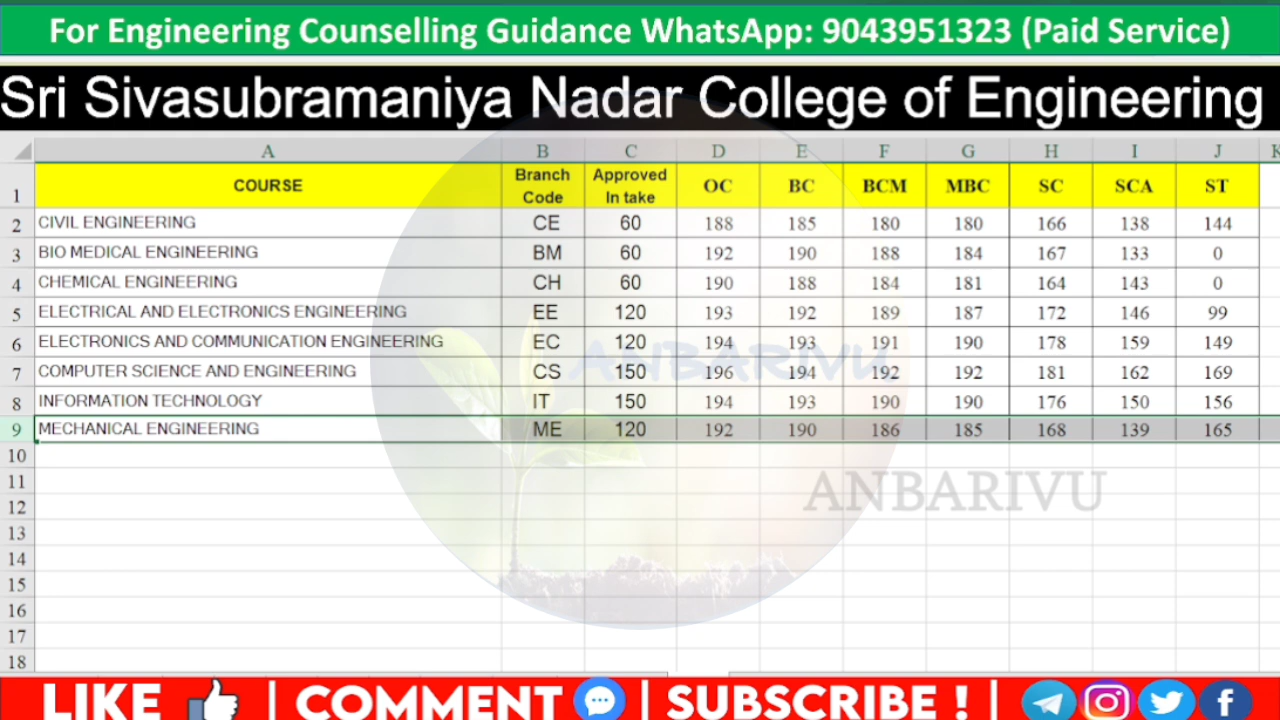 For Engineering Counselling Guidance WhatsApp: 9043951323 (Paid Service)
Sri Sivasubramaniya Nadar College of Engineering
A B C D E F G H I J K
1 COURSE Branch Code Approved In take OC BC BCM MBC SC SCA ST
2 CIVIL ENGINEERING CE 60 188 185 180 180 166 138 144
3 BIO MEDICAL ENGINEERING BM 60 192 190 188 184 167 133 0
4 CHEMICAL ENGINEERING CH 60 190 188 184 181 164 143 0
5 ELECTRICAL AND ELECTRONICS ENGINEERING EE 120 193 192 189 187 172 146 99
6 ELECTRONICS AND COMMUNICATION ENGINEERING EC 120 194 193 191 190 178 159 149
7 COMPUTER SCIENCE AND ENGINEERING CS 150 196 194 192 192 181 162 169
8 INFORMATION TECHNOLOGY IT 150 194 193 190 190 176 150 156
9 MECHANICAL ENGINEERING ME 120 192 190 186 185 168 139 165
ANBARIVU
10
11
ANBARIVU
12
13
14
15
16
17
18
LIKE | COMMENT | SUBSCRIBE ! |